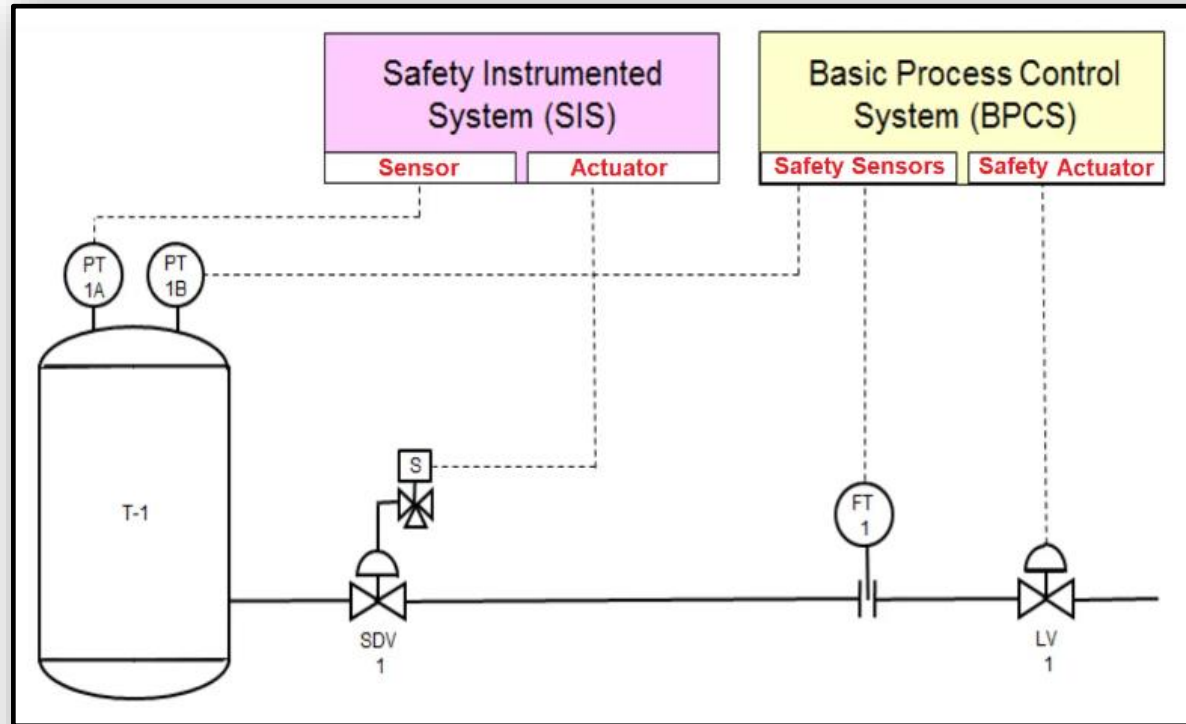 Safety Instrumented
System (SIS)
Sensor
Actuator
Basic Process Control
System (BPCS)
Safety Sensors
Safety Actuator
PT
1A
PT
1B
T-1
S
SDV
1
FT
1
LV
1